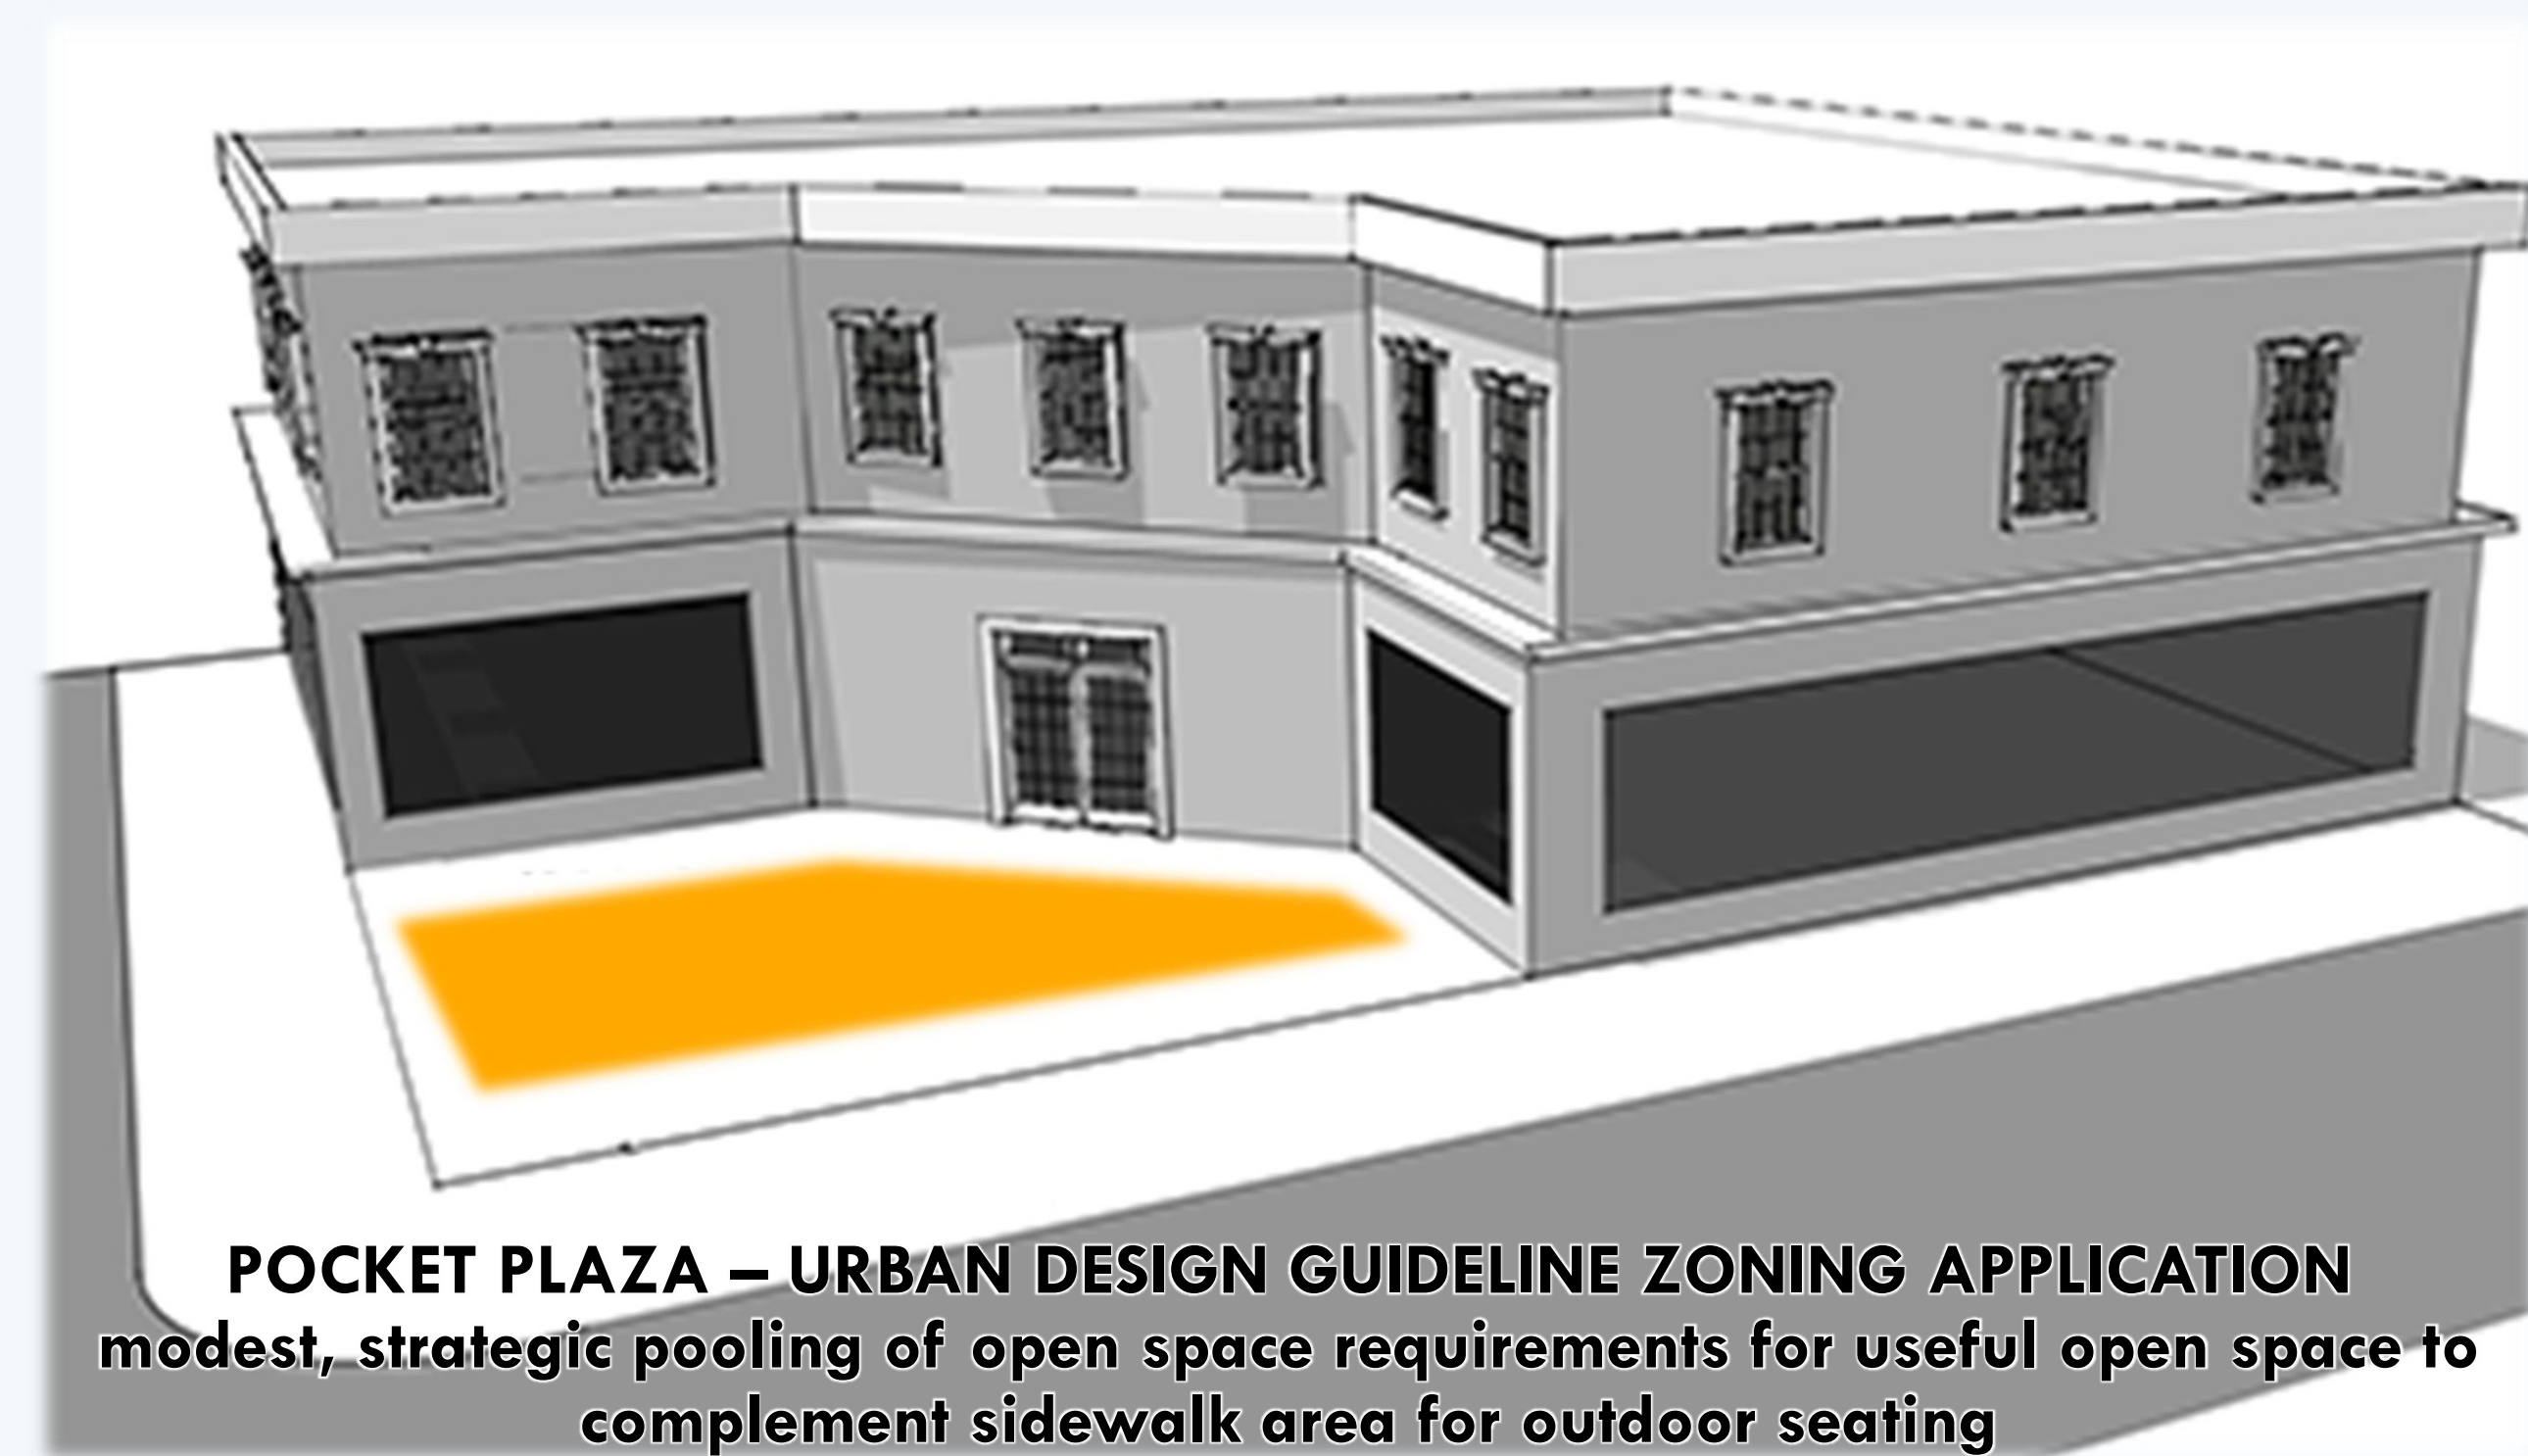 POCKET PLAZA – URBAN DESIGN GUIDELINE ZONING APPLICATION
modest, strategic pooling of open space requirements for useful open space to
complement sidewalk area for outdoor seating